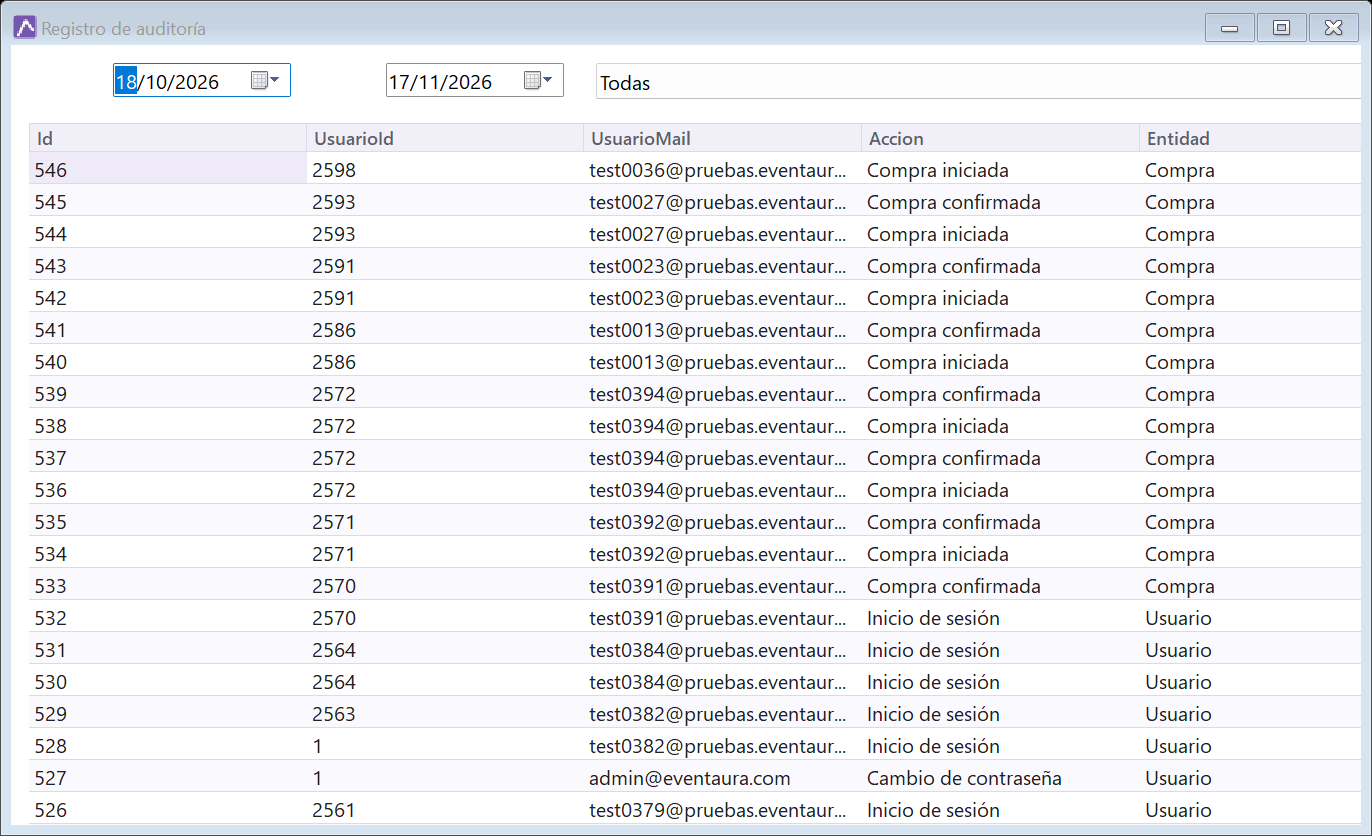 Registro de auditoría
18/10/2026 17/11/2026 Todas
Id UsuarioId UsuarioMail Accion Entidad
546 2598 test0036@pruebas.eventaur... Compra iniciada Compra
545 2593 test0027@pruebas.eventaur... Compra confirmada Compra
544 2593 test0027@pruebas.eventaur... Compra iniciada Compra
543 2591 test0023@pruebas.eventaur... Compra confirmada Compra
542 2591 test0023@pruebas.eventaur... Compra iniciada Compra
541 2586 test0013@pruebas.eventaur... Compra confirmada Compra
540 2586 test0013@pruebas.eventaur... Compra iniciada Compra
539 2572 test0394@pruebas.eventaur... Compra confirmada Compra
538 2572 test0394@pruebas.eventaur... Compra iniciada Compra
537 2572 test0394@pruebas.eventaur... Compra confirmada Compra
536 2572 test0394@pruebas.eventaur... Compra iniciada Compra
535 2571 test0392@pruebas.eventaur... Compra confirmada Compra
534 2571 test0392@pruebas.eventaur... Compra iniciada Compra
533 2570 test0391@pruebas.eventaur... Compra confirmada Compra
532 2570 test0391@pruebas.eventaur... Inicio de sesión Usuario
531 2564 test0384@pruebas.eventaur... Inicio de sesión Usuario
530 2564 test0384@pruebas.eventaur... Inicio de sesión Usuario
529 2563 test0382@pruebas.eventaur... Inicio de sesión Usuario
528 1 test0382@pruebas.eventaur... Inicio de sesión Usuario
527 1 admin@eventaura.com Cambio de contraseña Usuario
526 2561 test0379@pruebas.eventaur... Inicio de sesión Usuario